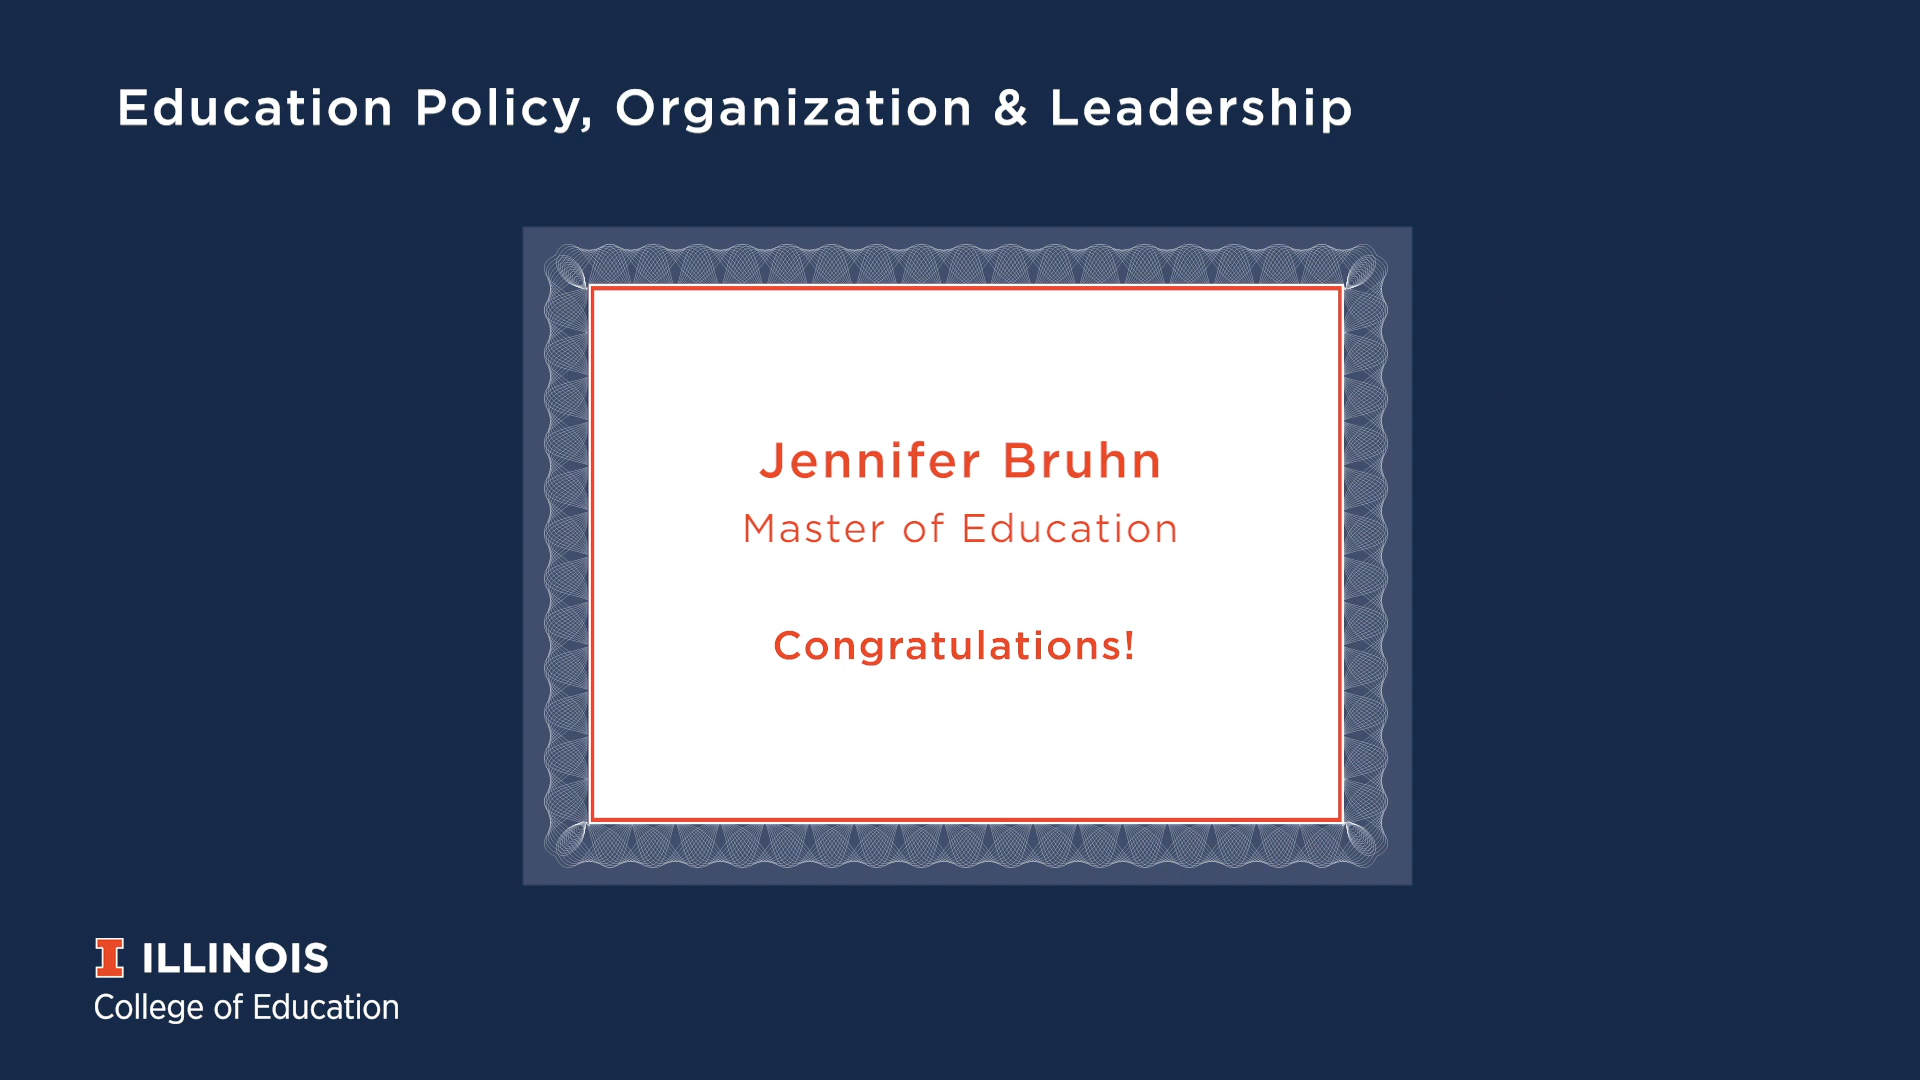 Education Policy, Organization & Leadership
Jennifer Bruhn
Master of Education
Congratulations!
I ILLINOIS
College of Education